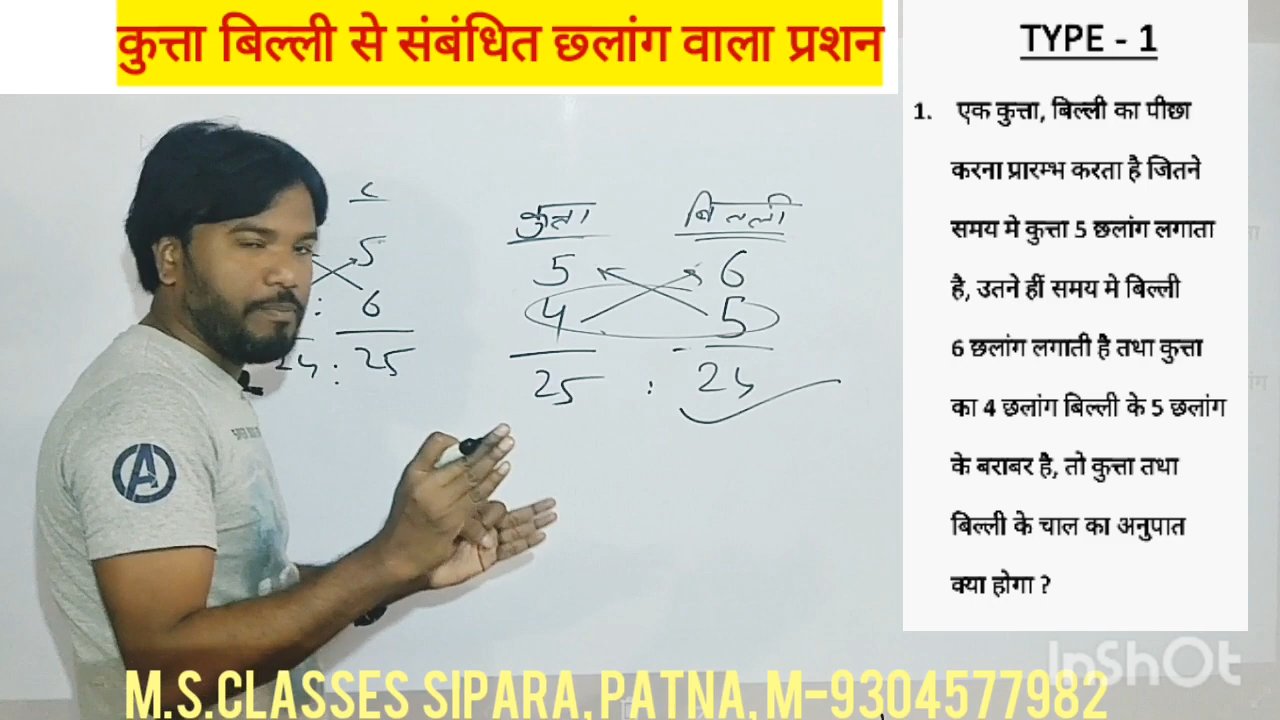 कुत्ता बिल्ली से संबंधित छलांग वाला प्रशन
TYPE - 1
1. एक कुत्ता, बिल्ली का पीछा
करना प्रारम्भ करता है जितने
समय मे कुत्ता 5 छलांग लगाता
है, उतने हीं समय मे बिल्ली
6 छलांग लगाती है तथा कुत्ता
का 4 छलांग बिल्ली के 5 छलांग
के बराबर है, तो कुत्ता तथा
बिल्ली के चाल का अनुपात
क्या होगा ?
C
5
: 6
24 : 25
कुत्ता बिल्ली
5 6
4 5
25 : 24
A
M.S.CLASSES SIPARA, PATNA, M-9304577982
InShOt